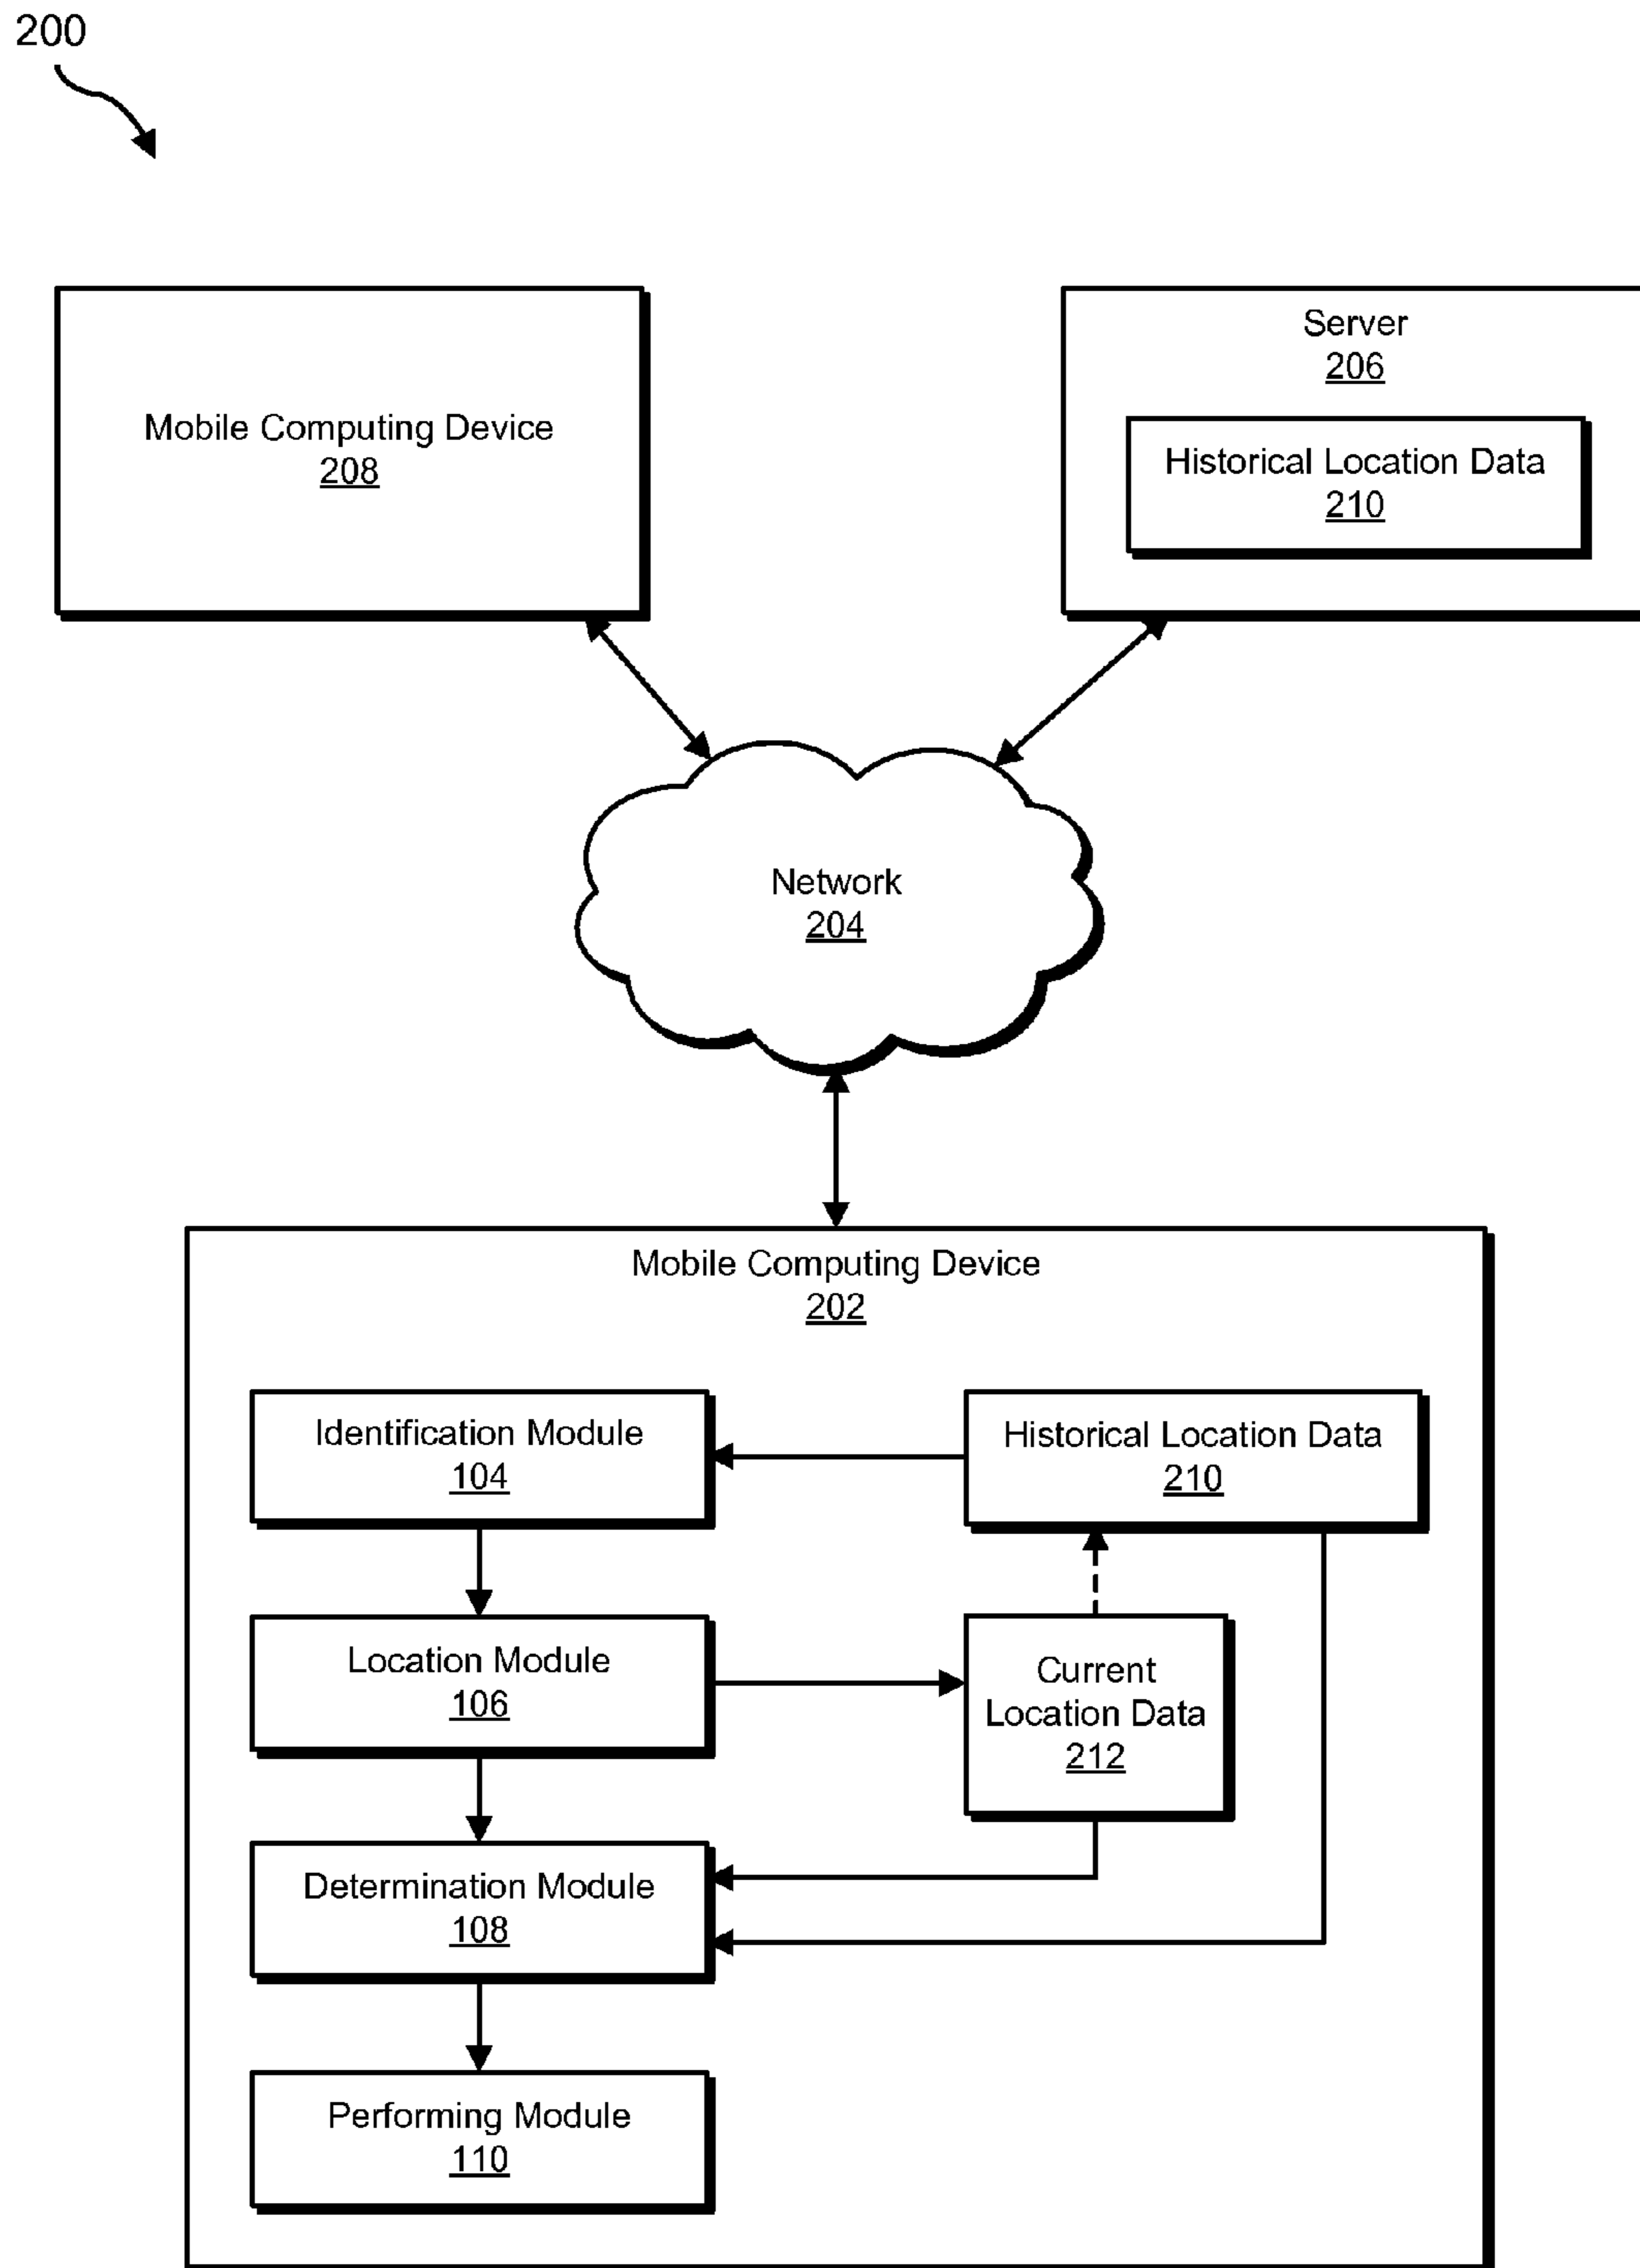 200
Mobile Computing Device
208
Server
206
Historical Location Data
210
Network
204
Mobile Computing Device
202
Identification Module
104
Historical Location Data
210
Location Module
106
Current
Location Data
212
Determination Module
108
Performing Module
110